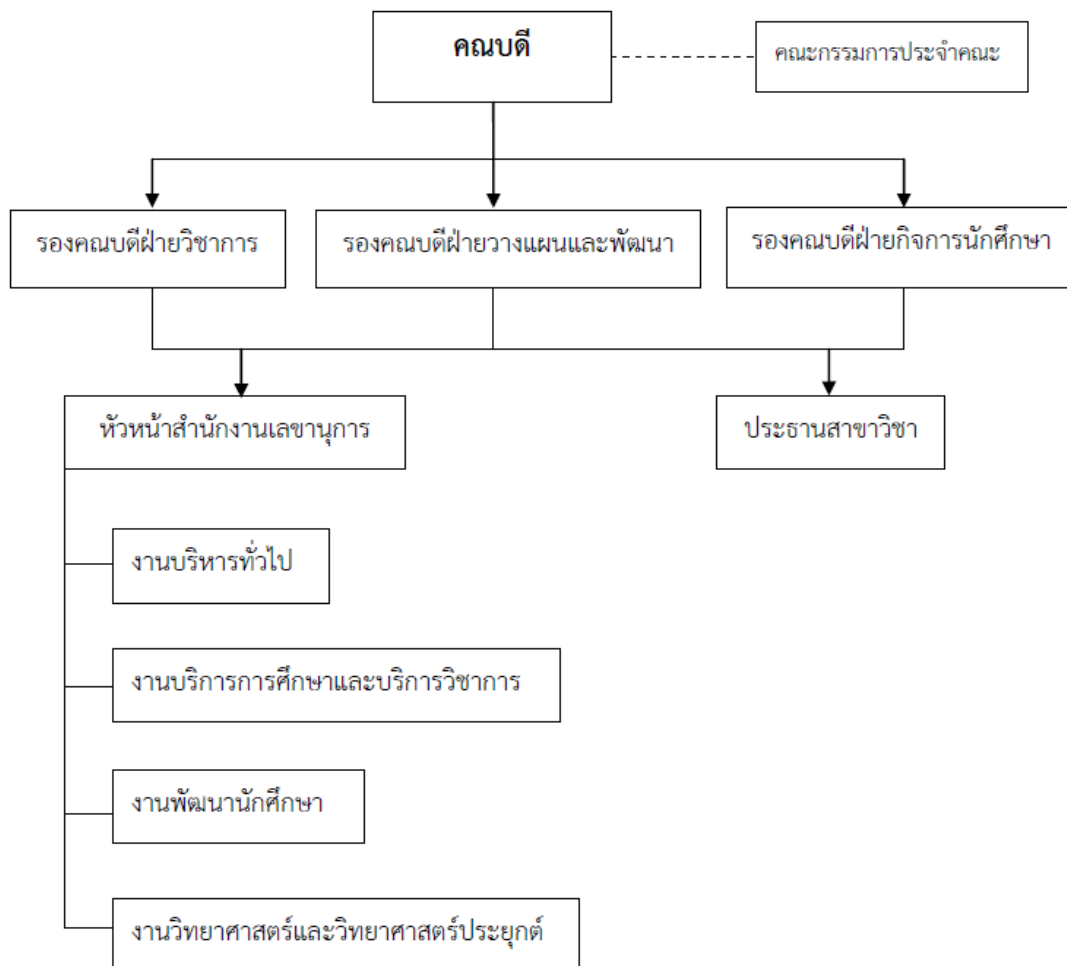 คณบดี
คณะกรรมการประจำคณะ
รองคณบดีฝ่ายวิชาการ
รองคณบดีฝ่ายวางแผนและพัฒนา
รองคณบดีฝ่ายกิจการนักศึกษา
หัวหน้าสำนักงานเลขานุการ
ประธานสาขาวิชา
งานบริหารทั่วไป
งานบริการการศึกษาและบริการวิชาการ
งานพัฒนานักศึกษา
งานวิทยาศาสตร์และวิทยาศาสตร์ประยุกต์